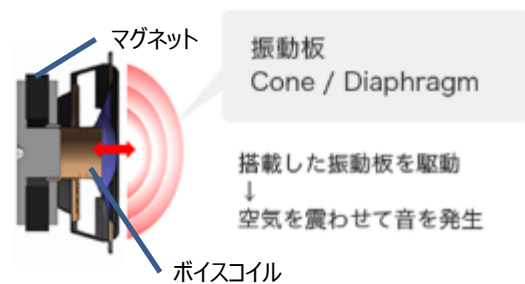 マグネット
振動板
Cone / Diaphragm
搭載した振動板を駆動
↓
空気を震わせて音を発生
ボイスコイル